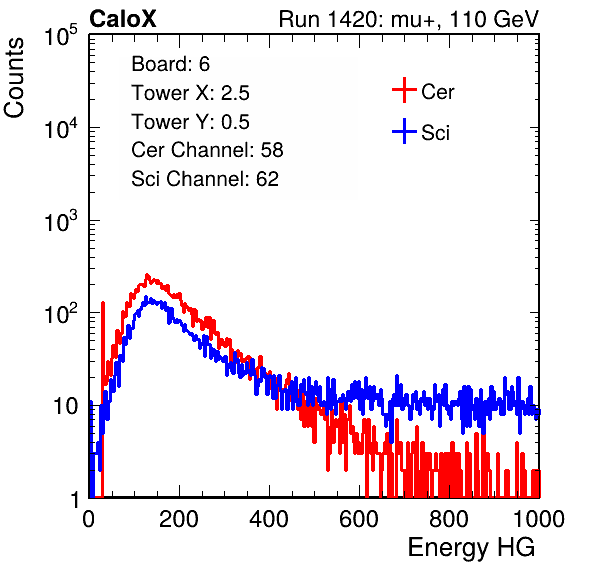 CaloX Run 1420: mu+, 110 GeV
Counts
10^5
10^4
10^3
10^2
10
1
Board: 6
Tower X: 2.5
Tower Y: 0.5
Cer Channel: 58
Sci Channel: 62
Cer
Sci
0 200 400 600 800 1000
Energy HG